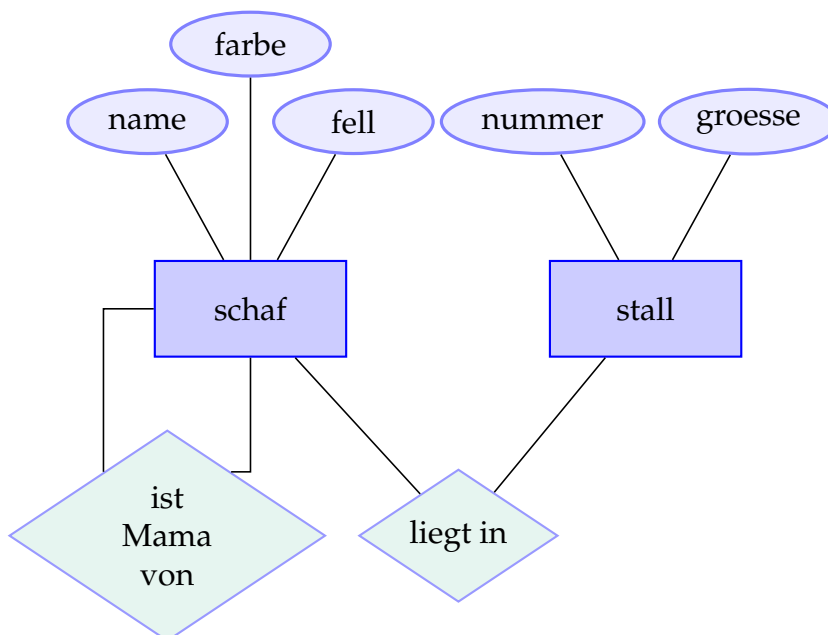 farbe
name
fell
nummer
groesse
schaf
stall
ist
Mama
von
liegt in